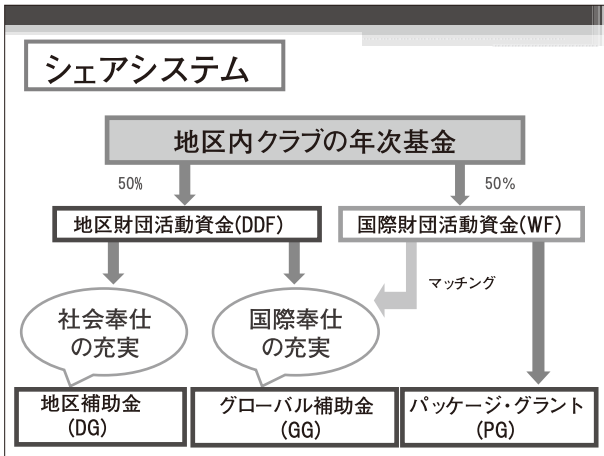 シェアシステム
地区内クラブの年次基金
50%
50%
地区財団活動資金(DDF)
国際財団活動資金(WF)
マッチング
社会奉仕
の充実
国際奉仕
の充実
地区補助金
(DG)
グローバル補助金
(GG)
パッケージ・グラント
(PG)